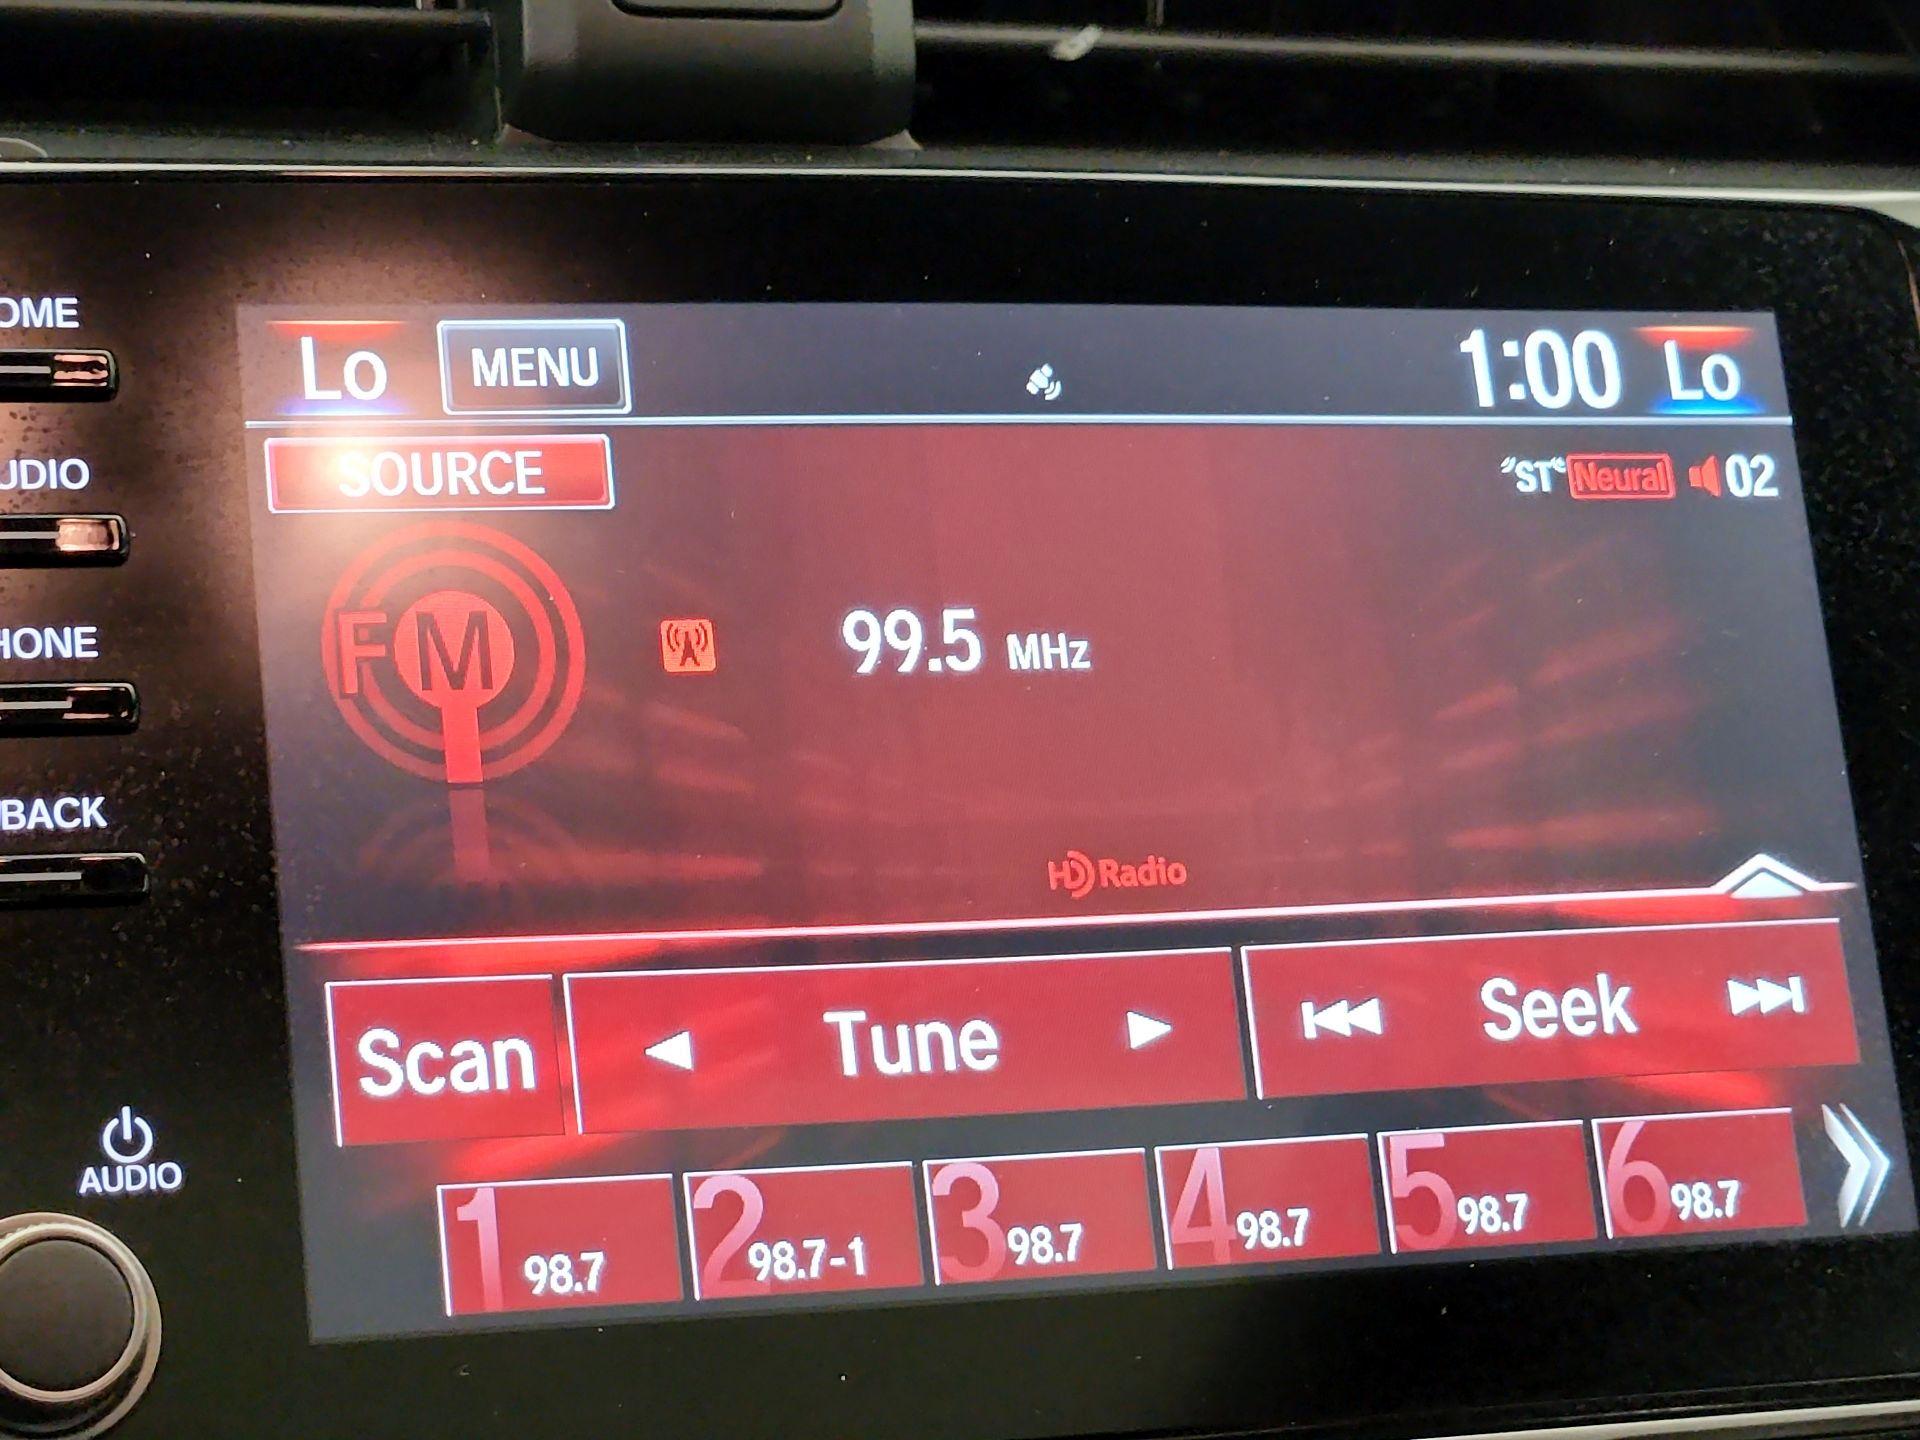 OME
Lo MENU 1:00 Lo
UDIO
SOURCE "ST" Neural 02
HONE
FM 99.5 MHz
BACK
HD Radio
Scan Tune Seek
AUDIO
1 98.7 2 98.7-1 3 98.7 4 98.7 5 98.7 6 98.7